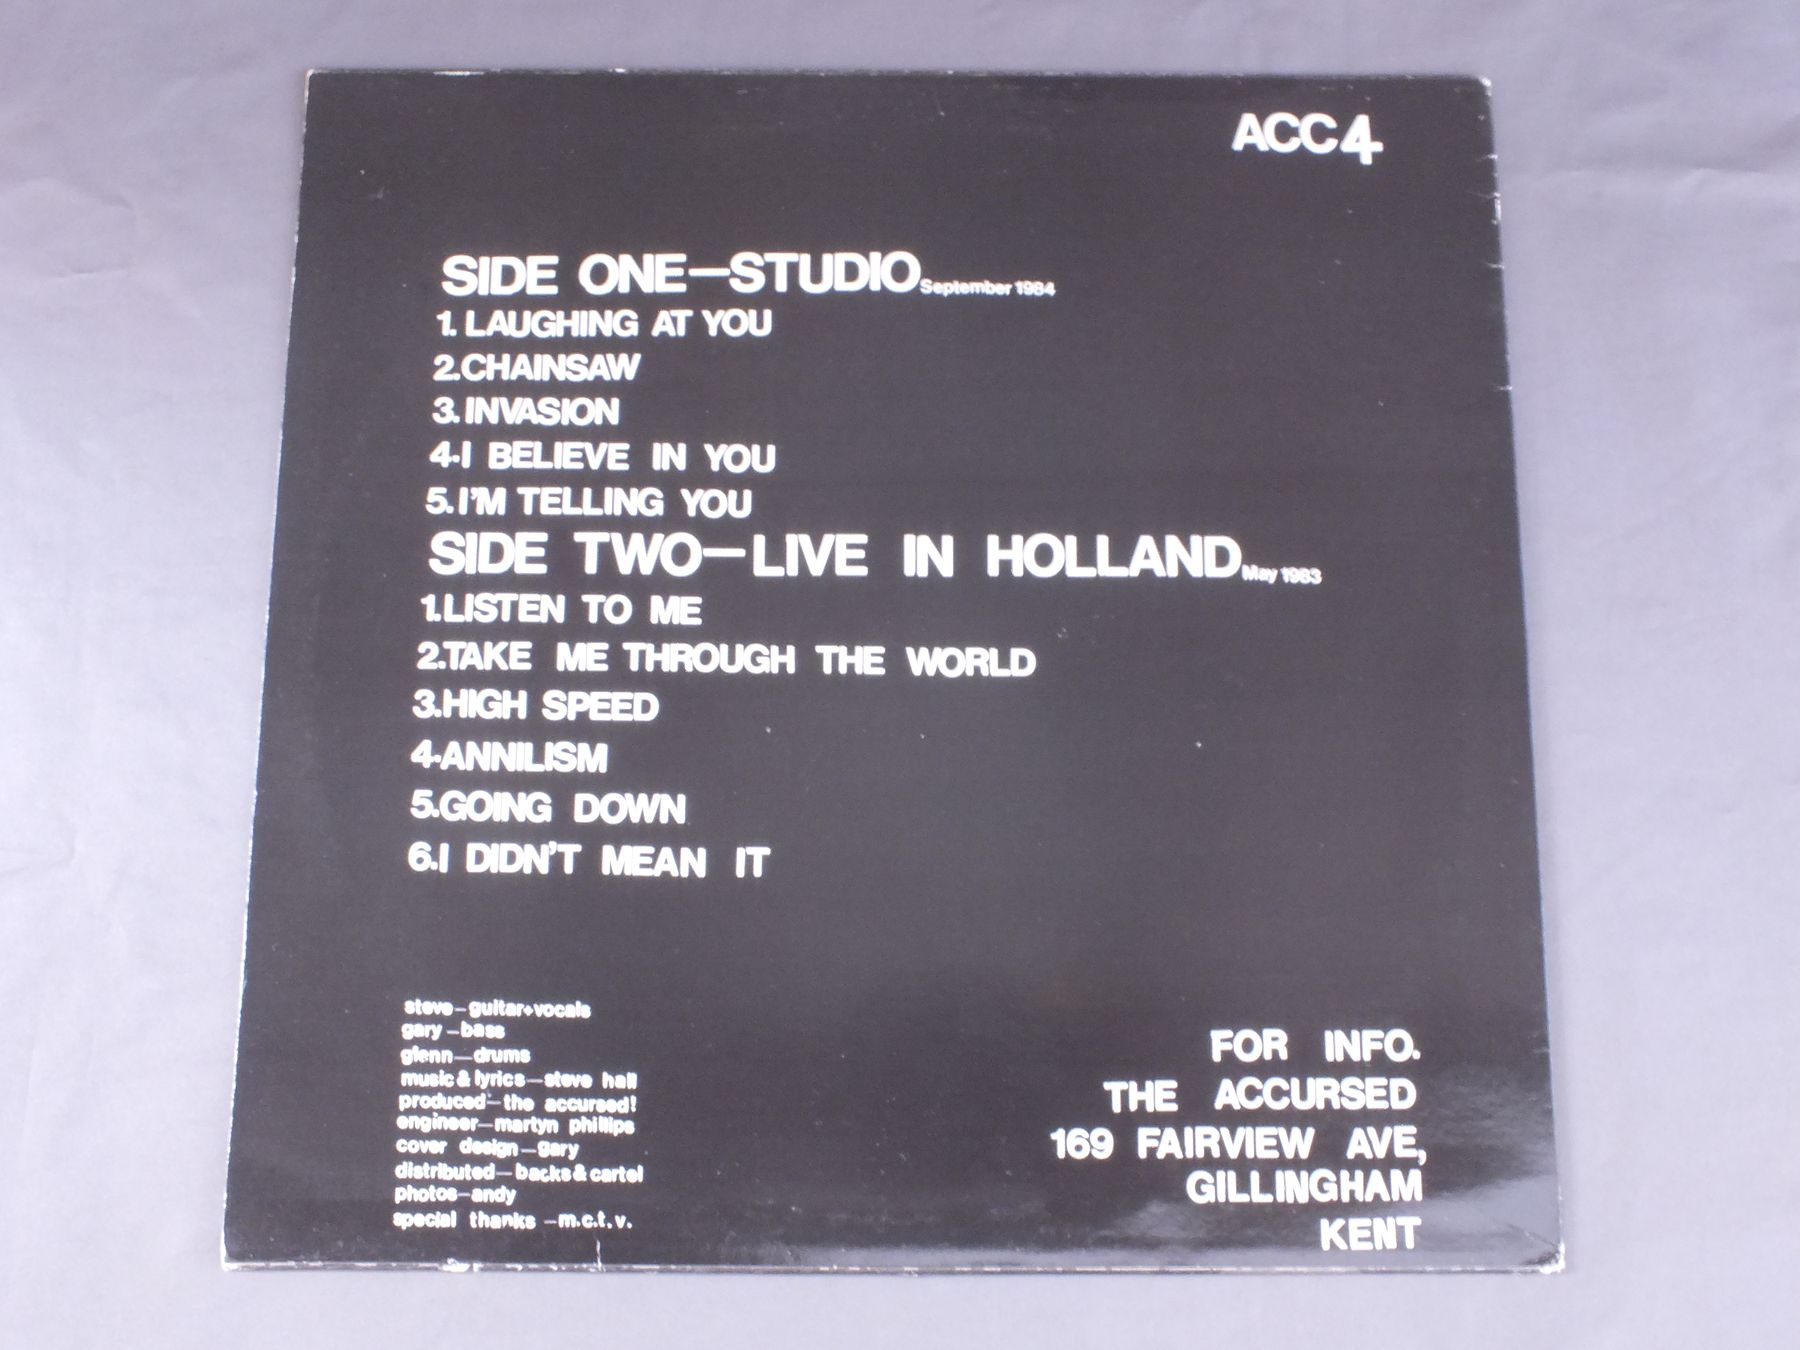 ACC4
SIDE ONE—STUDIO September 1984
1. LAUGHING AT YOU
2.CHAINSAW
3. INVASION
4.I BELIEVE IN YOU
5. I'M TELLING YOU
SIDE TWO—LIVE IN HOLLAND May 1983
1.LISTEN TO ME
2.TAKE ME THROUGH THE WORLD
3.HIGH SPEED
4.ANNILISM
5.GOING DOWN
6.I DIDN'T MEAN IT
steve—guitar+vocals
gary—bass
glenn—drums
music & lyrics—steve hall
produced—the accursed!
engineer—martyn phillips
cover design—gary
distributed—backs & cartel
photos—andy
special thanks—m.c.t.v.
FOR INFO.
THE ACCURSED
169 FAIRVIEW AVE,
GILLINGHAM
KENT